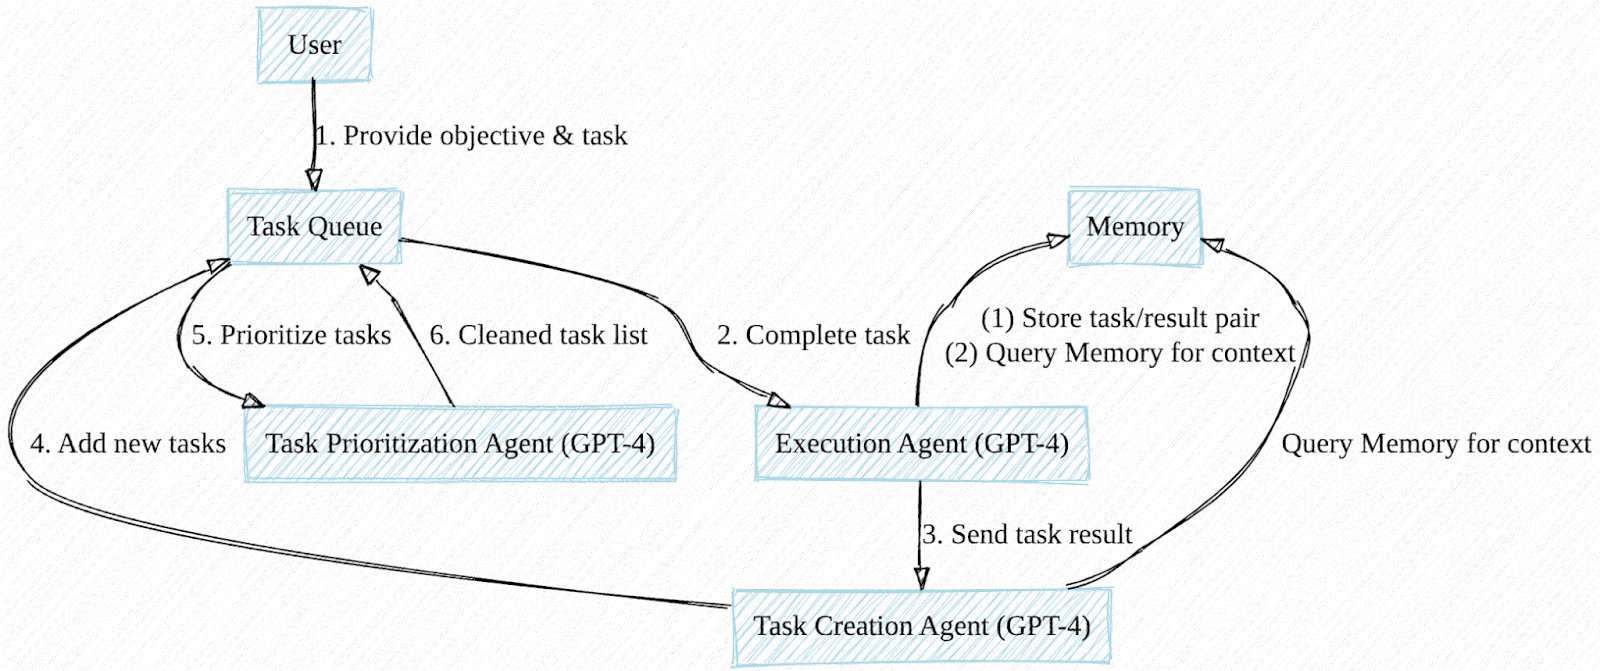 User
1. Provide objective & task
Task Queue
Memory
(1) Store task/result pair
5. Prioritize tasks
6. Cleaned task list
2. Complete task
(2) Query Memory for context
4. Add new tasks
Task Prioritization Agent (GPT-4)
Execution Agent (GPT-4)
Query Memory for context
3. Send task result
Task Creation Agent (GPT-4)